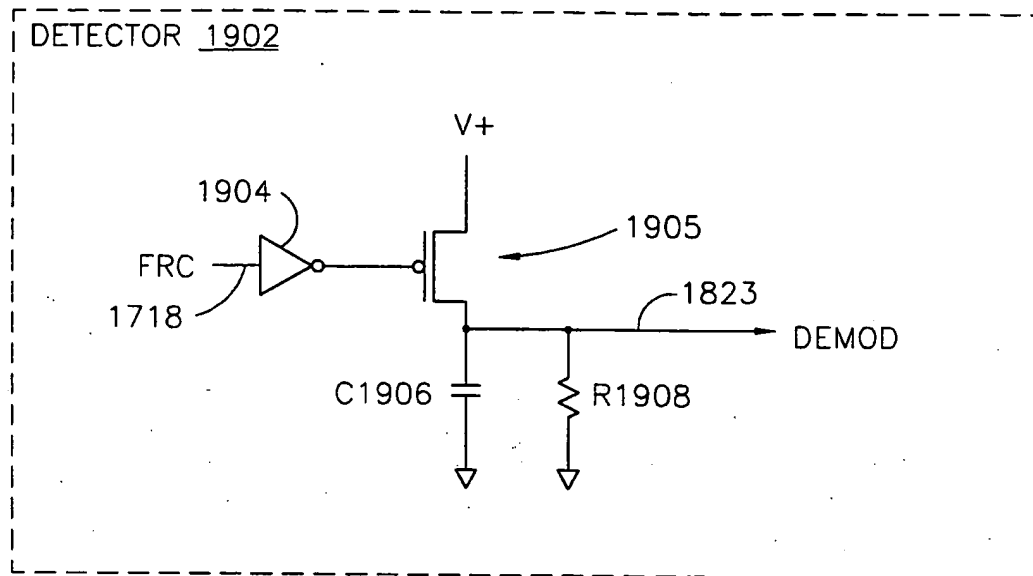 DETECTOR 1902
V+
1904
1905
FRC
1718
1823
DEMOD
C1906
R1908